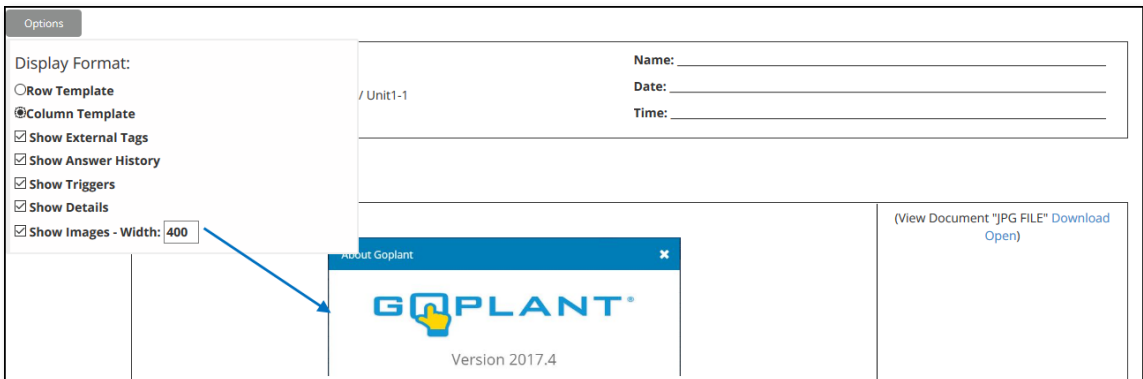 Options
Display Format:
Row Template
Column Template
Show External Tags
Show Answer History
Show Triggers
Show Details
Show Images - Width: 400
/ Unit1-1
Name:
Date:
Time:
About Goplant
GOPLANT®
Version 2017.4
(View Document "JPG FILE" Download
Open)